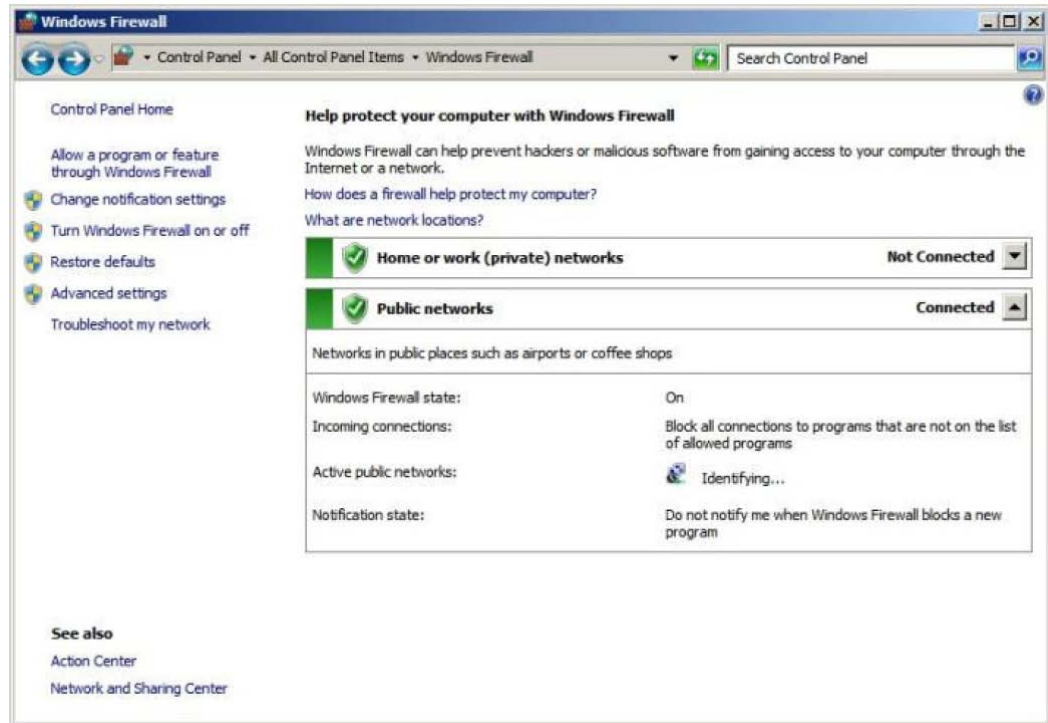 Windows Firewall
Control Panel
All Control Panel Items
Windows Firewall
Search Control Panel
Control Panel Home
Allow a program or feature
through Windows Firewall
Change notification settings
Turn Windows Firewall on or off
Restore defaults
Advanced settings
Troubleshoot my network
See also
Action Center
Network and Sharing Center
Help protect your computer with Windows Firewall
Windows Firewall can help prevent hackers or malicious software from gaining access to your computer through the
Internet or a network.
How does a firewall help protect my computer?
What are network locations?
Home or work (private) networks
Not Connected
Public networks
Connected
Networks in public places such as airports or coffee shops
Windows Firewall state:
On
Incoming connections:
Block all connections to programs that are not on the list
of allowed programs
Active public networks:
Identifying...
Notification state:
Do not notify me when Windows Firewall blocks a new
program